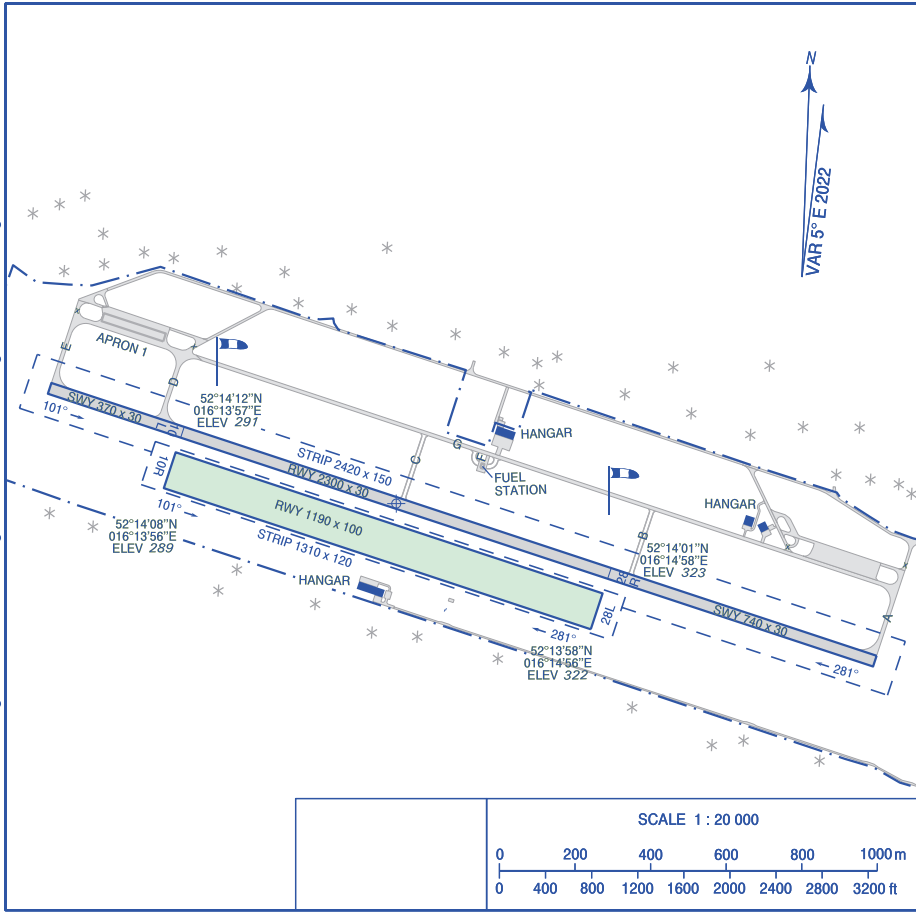 N
VAR 5° E 2022
x
x
APRON 1
E
D
52°14'12"N
016°13'57"E
ELEV 291
SWY 370 x 30
101°
10L
10R
101°
STRIP 2420 x 150
RWY 2300 x 30
C
G
F
HANGAR
FUEL
STATION
RWY 1190 x 100
STRIP 1310 x 120
52°14'08"N
016°13'56"E
ELEV 289
HANGAR
HANGAR
x
x
B
52°14'01"N
016°14'58"E
ELEV 323
28R
SWY 740 x 30
A
28L
281°
281°
52°13'58"N
016°14'56"E
ELEV 322
SCALE 1 : 20 000
0 200 400 600 800 1000 m
0 400 800 1200 1600 2000 2400 2800 3200 ft